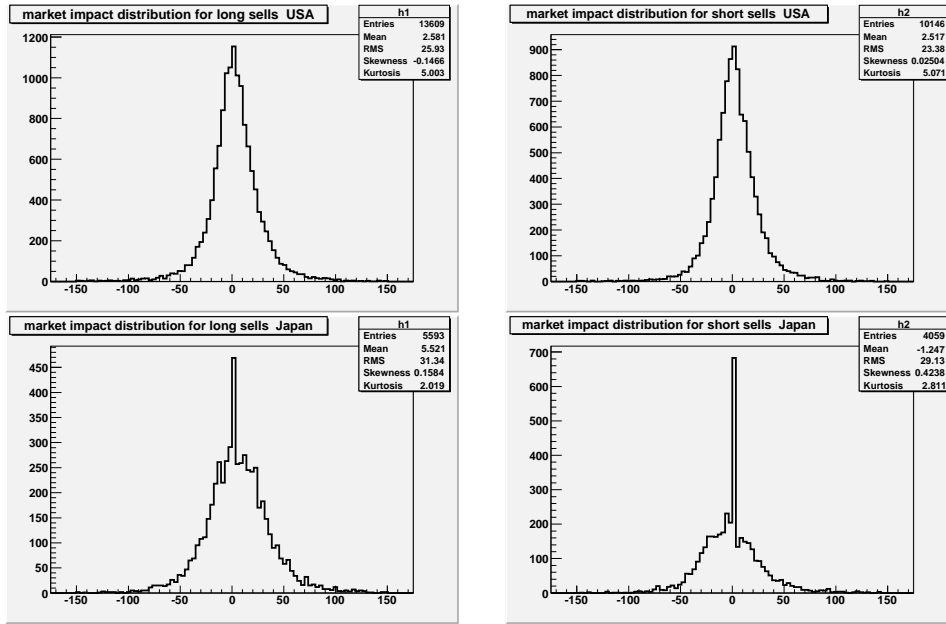 market impact distribution for long sells USA
h1
Entries 13609
Mean 2.581
RMS 25.93
Skewness -0.1466
Kurtosis 5.003
1200
1000
800
600
400
200
0
-150 -100 -50 0 50 100 150
market impact distribution for short sells USA
h2
Entries 10146
Mean 2.517
RMS 23.38
Skewness 0.02504
Kurtosis 5.071
900
800
700
600
500
400
300
200
100
0
-150 -100 -50 0 50 100 150
market impact distribution for long sells Japan
h1
Entries 5593
Mean 5.521
RMS 31.34
Skewness 0.1584
Kurtosis 2.019
450
400
350
300
250
200
150
100
50
0
-150 -100 -50 0 50 100 150
market impact distribution for short sells Japan
h2
Entries 4059
Mean -1.247
RMS 29.13
Skewness 0.4238
Kurtosis 2.811
700
600
500
400
300
200
100
0
-150 -100 -50 0 50 100 150